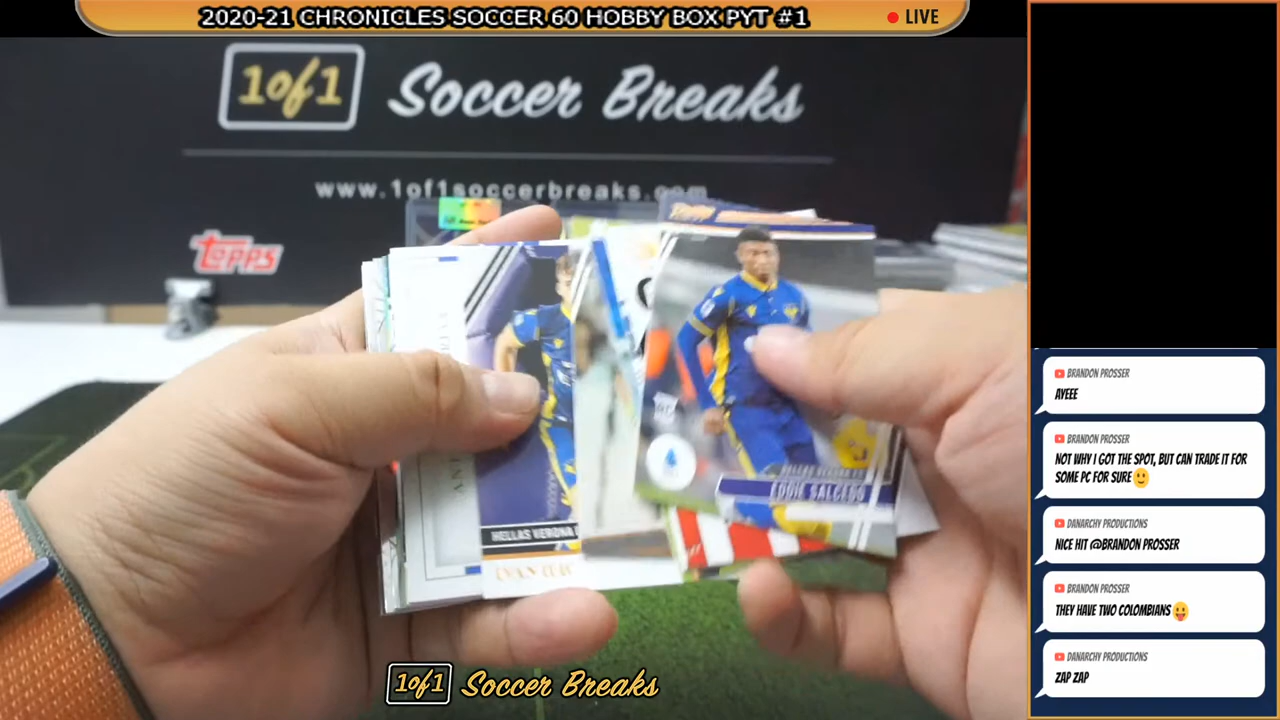 2020-21 CHRONICLES SOCCER 60 HOBBY BOX PYT #1
LIVE
1of1 Soccer Breaks
www.1of1soccerbreaks.com
TOPPS
HELLAS VERONA
HELLAS VERONA FC
EDDIE SALCEDO
BRANDON PROSSER
AYEEE
BRANDON PROSSER
NOT WHY I GOT THE SPOT, BUT CAN TRADE IT FOR
SOME PC FOR SURE🙂
DANARCHY PRODUCTIONS
NICE HIT @BRANDON PROSSER
BRANDON PROSSER
THEY HAVE TWO COLOMBIANS😛
DANARCHY PRODUCTIONS
ZAP ZAP
1of1 Soccer Breaks